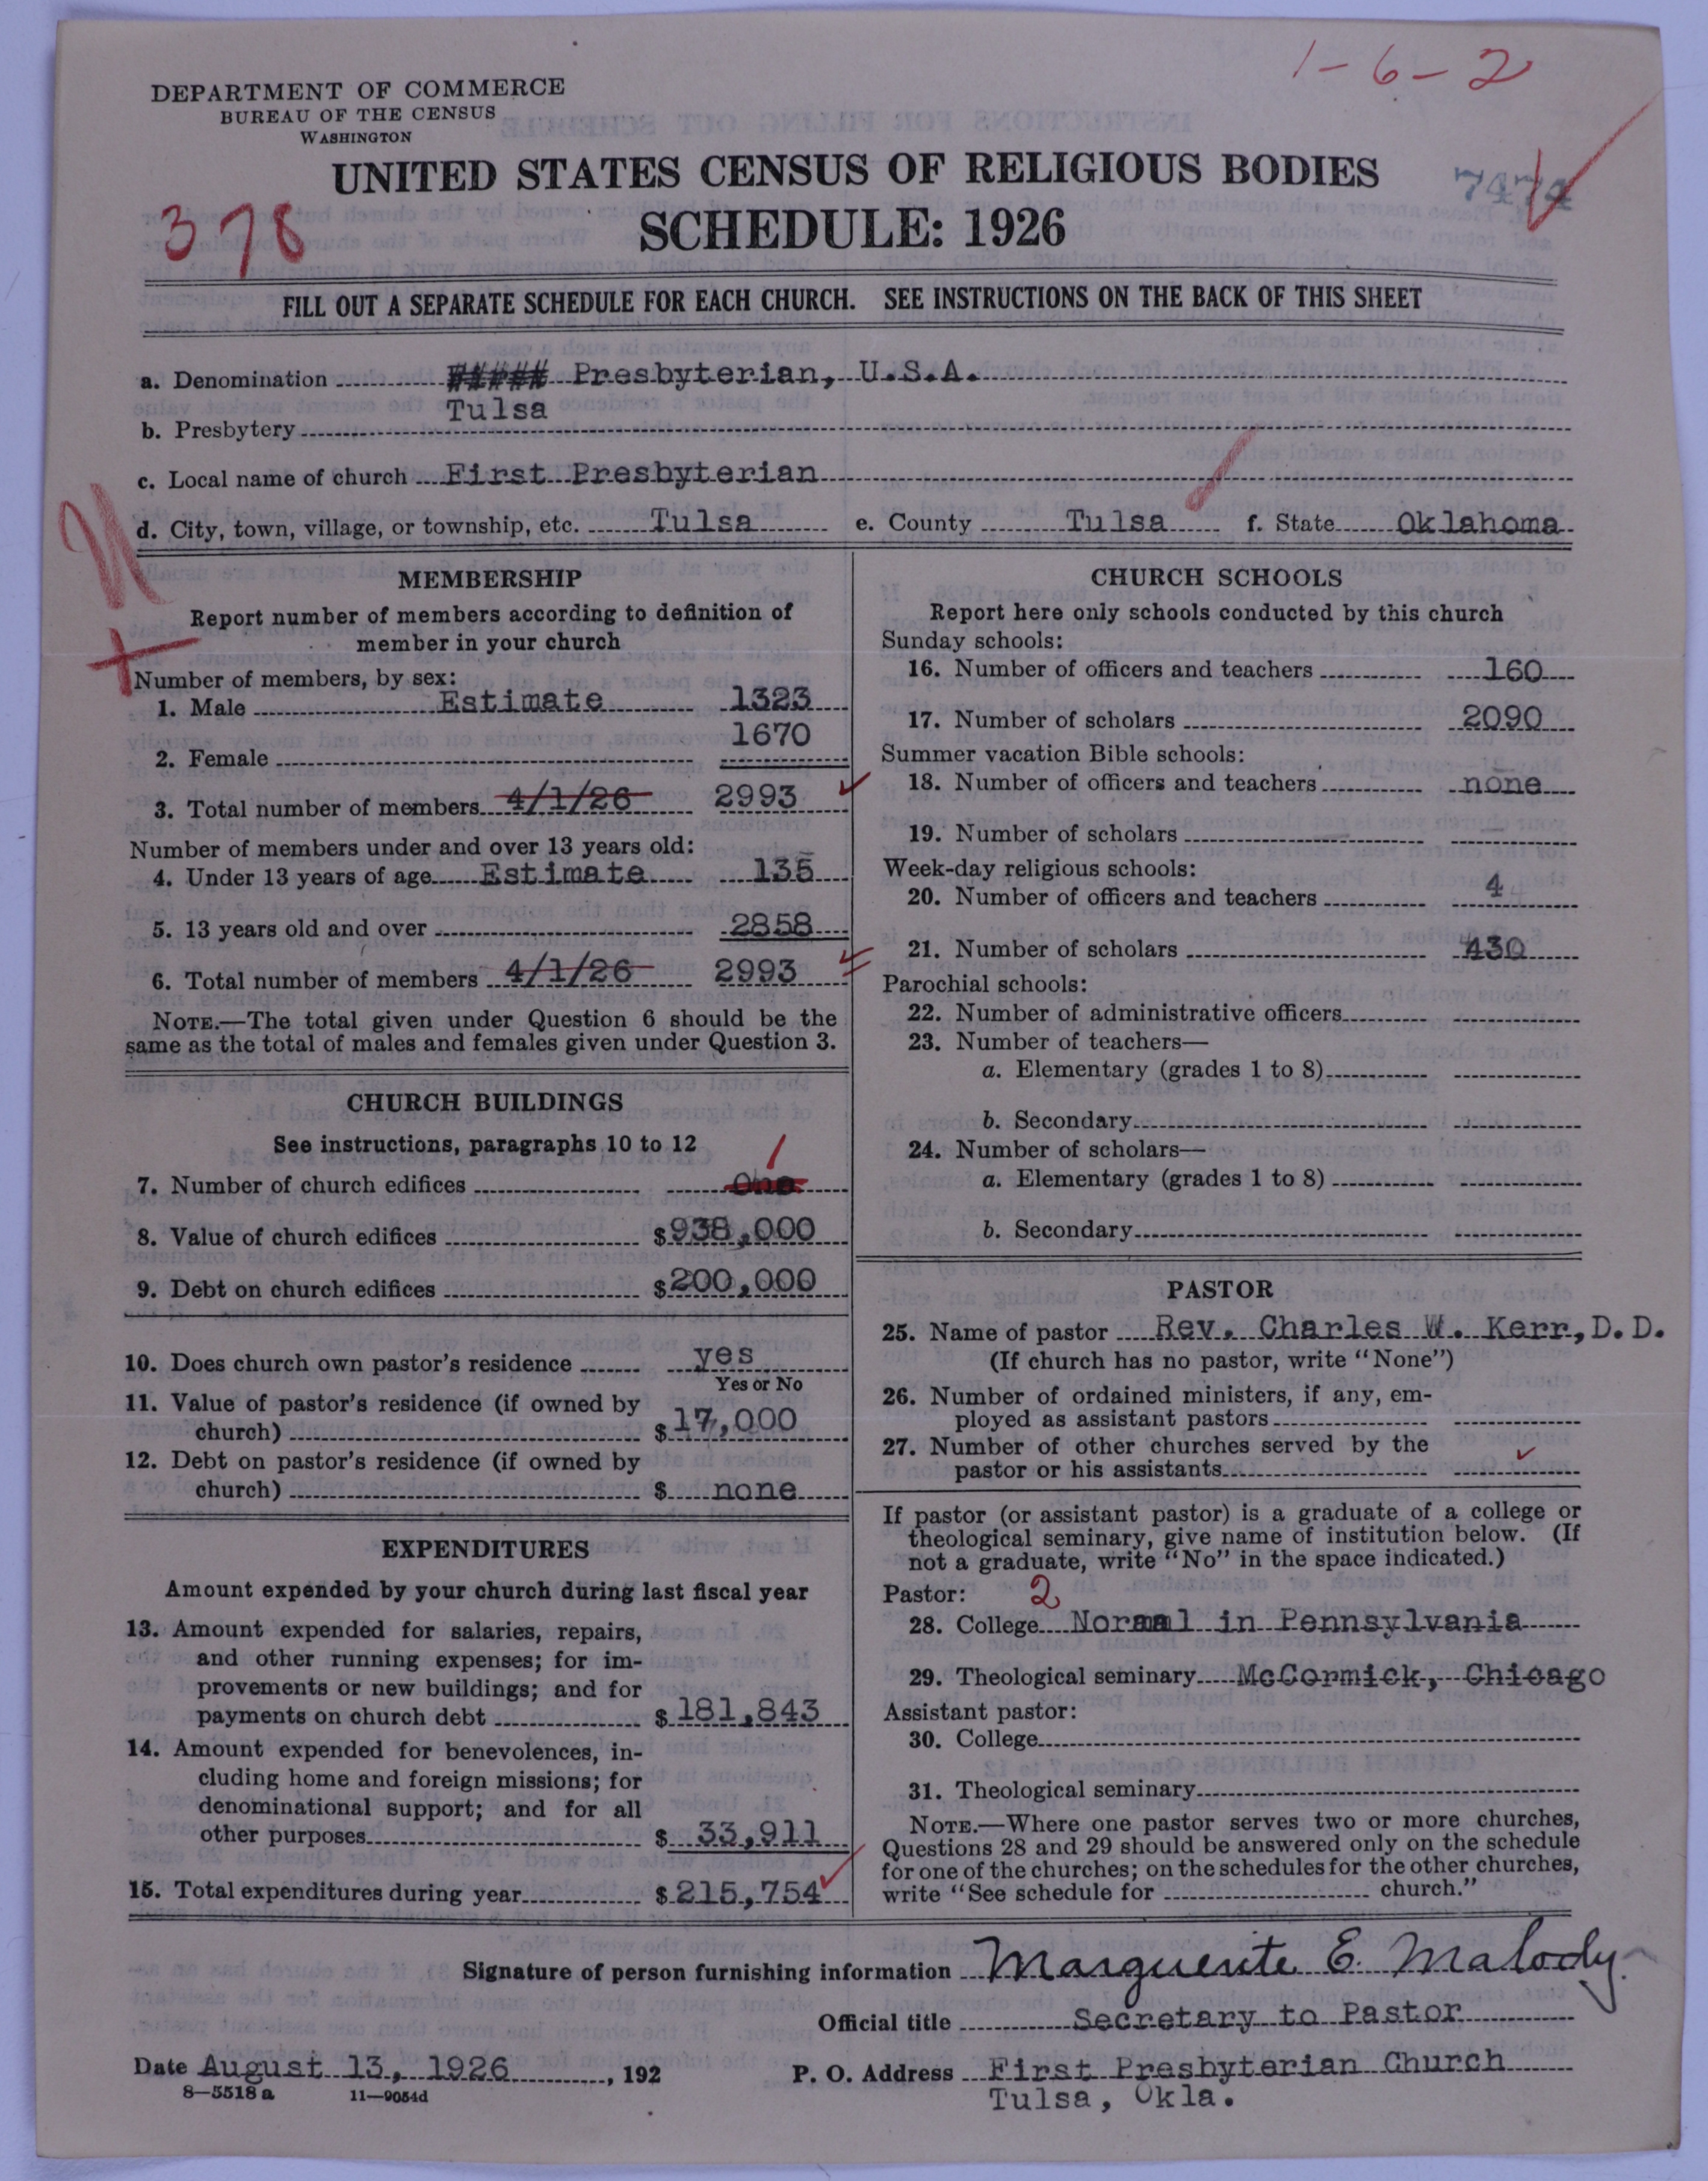 1-6-2
DEPARTMENT OF COMMERCE
BUREAU OF THE CENSUS
WASHINGTON
UNITED STATES CENSUS OF RELIGIOUS BODIES
7474
378
SCHEDULE: 1926
FILL OUT A SEPARATE SCHEDULE FOR EACH CHURCH. SEE INSTRUCTIONS ON THE BACK OF THIS SHEET
a. Denomination ##### Presbyterian, U.S.A.
b. Presbytery Tulsa
c. Local name of church First Presbyterian
d. City, town, village, or township, etc. Tulsa e. County Tulsa f. State Oklahoma
MEMBERSHIP
Report number of members according to definition of
member in your church
Number of members, by sex:
1. Male Estimate 1323
2. Female 1670
3. Total number of members 4/1/26 2993
Number of members under and over 13 years old:
4. Under 13 years of age Estimate 135
5. 13 years old and over 2858
6. Total number of members 4/1/26 2993
NOTE.—The total given under Question 6 should be the
same as the total of males and females given under Question 3.
CHURCH BUILDINGS
See instructions, paragraphs 10 to 12
1
7. Number of church edifices One
8. Value of church edifices $938,000
9. Debt on church edifices $200,000
10. Does church own pastor's residence yes
Yes or No
11. Value of pastor's residence (if owned by
church) $17,000
12. Debt on pastor's residence (if owned by
church) $ none
EXPENDITURES
Amount expended by your church during last fiscal year
13. Amount expended for salaries, repairs,
and other running expenses; for im-
provements or new buildings; and for
payments on church debt $181,843
14. Amount expended for benevolences, in-
cluding home and foreign missions; for
denominational support; and for all
other purposes $ 33,911
15. Total expenditures during year $215,754
CHURCH SCHOOLS
Report here only schools conducted by this church
Sunday schools:
16. Number of officers and teachers 160
17. Number of scholars 2090
Summer vacation Bible schools:
18. Number of officers and teachers none
19. Number of scholars
Week-day religious schools:
20. Number of officers and teachers 4
21. Number of scholars 430
Parochial schools:
22. Number of administrative officers
23. Number of teachers—
a. Elementary (grades 1 to 8)
b. Secondary
24. Number of scholars—
a. Elementary (grades 1 to 8)
b. Secondary
PASTOR
25. Name of pastor Rev. Charles W. Kerr, D.D.
(If church has no pastor, write "None")
26. Number of ordained ministers, if any, em-
ployed as assistant pastors
27. Number of other churches served by the
pastor or his assistants
If pastor (or assistant pastor) is a graduate of a college or
theological seminary, give name of institution below. (If
not a graduate, write "No" in the space indicated.)
Pastor: 2
28. College Normal in Pennsylvania
29. Theological seminary McCormick, Chicago
Assistant pastor:
30. College
31. Theological seminary
NOTE.—Where one pastor serves two or more churches,
Questions 28 and 29 should be answered only on the schedule
for one of the churches; on the schedules for the other churches,
write "See schedule for church."
Signature of person furnishing information Marguerite E. Malody
Official title Secretary to Pastor
Date August 13, 1926, 192 P. O. Address First Presbyterian Church
8—5518a 11—9054d Tulsa, Okla.